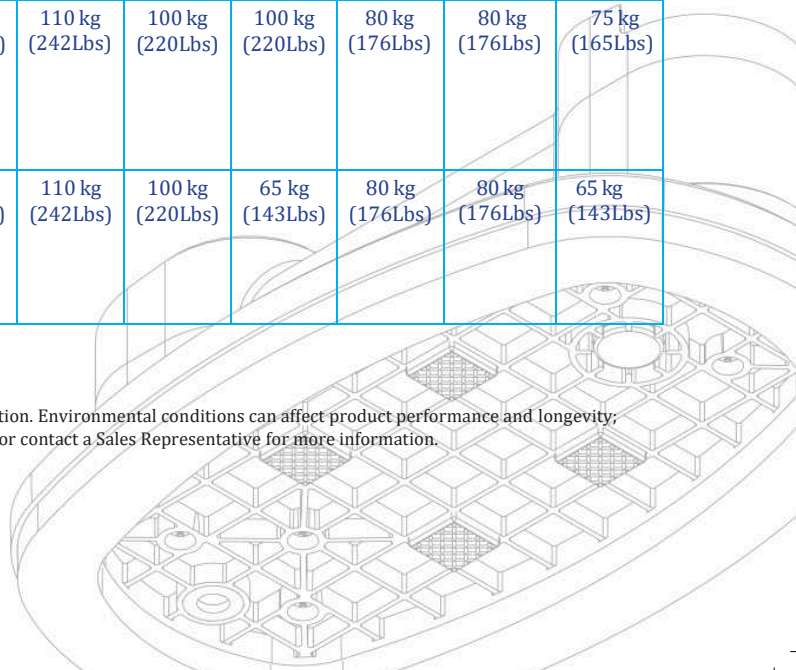 110 kg 100 kg 100 kg 80 kg 80 kg 75 kg
) (242Lbs) (220Lbs) (220Lbs) (176Lbs) (176Lbs) (165Lbs)
110 kg 100 kg 65 kg 80 kg 80 kg 65 kg
) (242Lbs) (220Lbs) (143Lbs) (176Lbs) (176Lbs) (143Lbs)
Environmental conditions can affect product performance and longevity;
or contact a Sales Representative for more information.